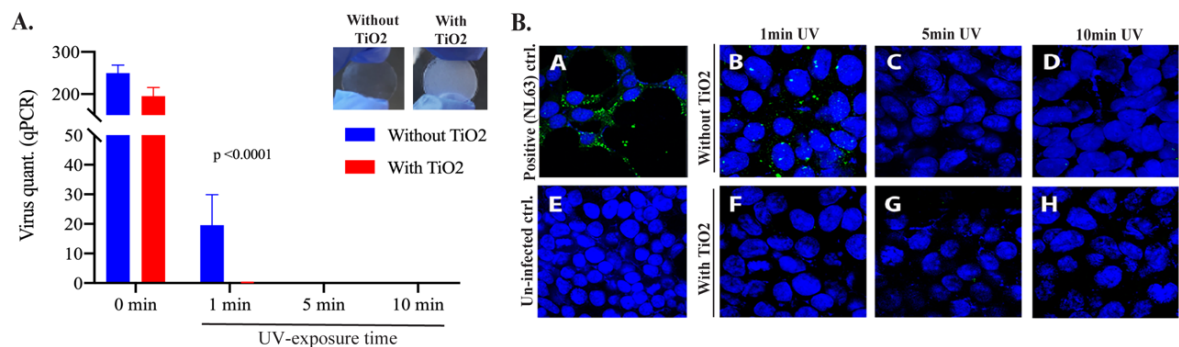 A.
Without
TiO2
With
TiO2
Virus quant. (qPCR)
300
200
50
40
30
20
10
0
Without TiO2
With TiO2
p <0.0001
0 min
1 min
5 min
10 min
UV-exposure time
B.
1min UV
5min UV
10min UV
Positive (NL63) ctrl.
A
Without TiO2
B
C
D
Un-infected ctrl.
E
With TiO2
F
G
H